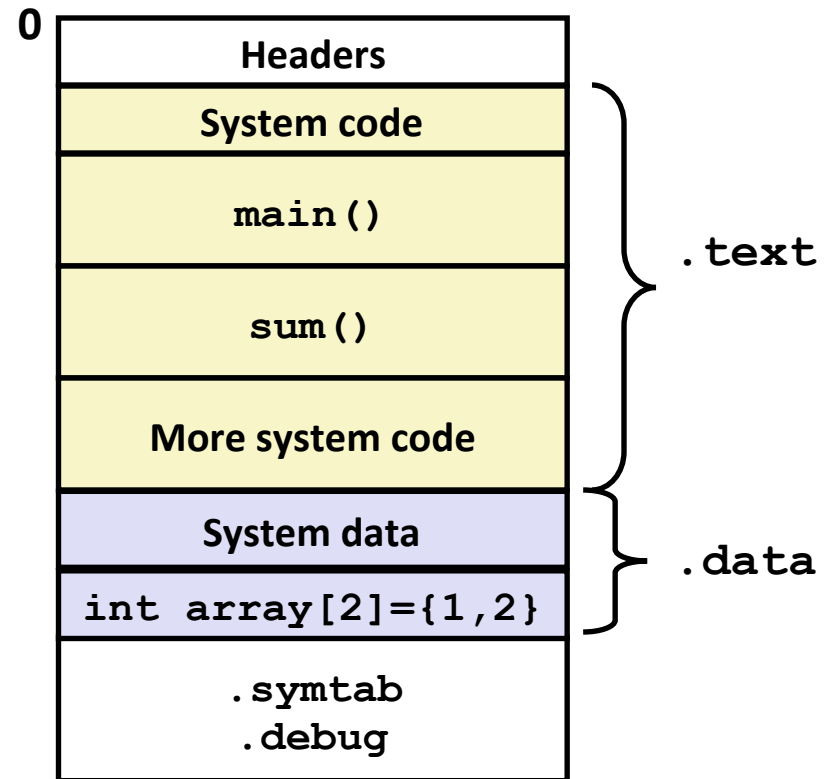 0
Headers
System code
main()
sum()
More system code
.text
System data
int array[2]={1,2}
.data
.symtab
.debug